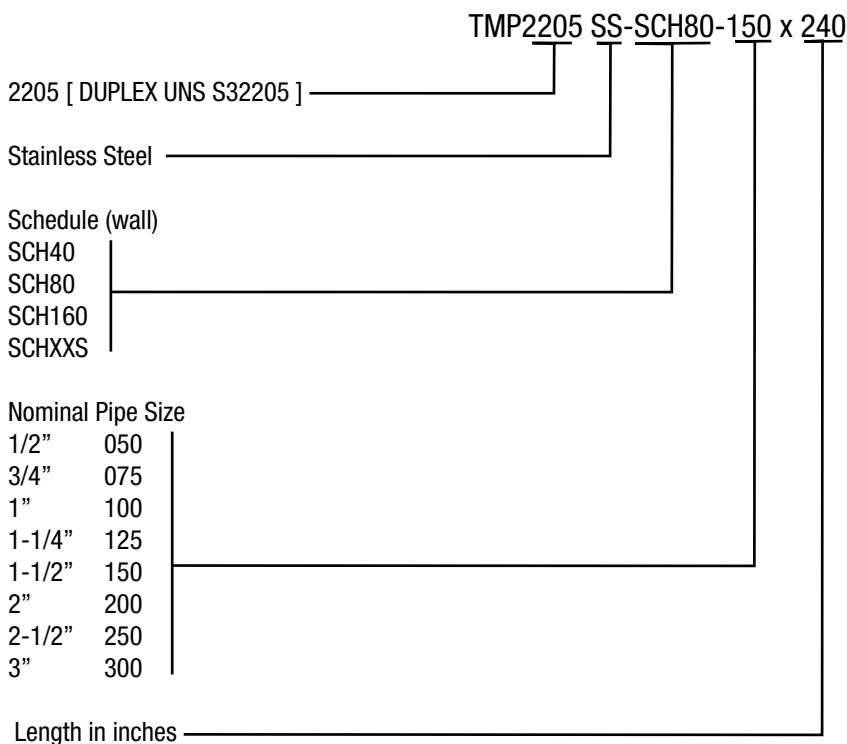 TMP2205 SS-SCH80-150 x 240
2205 [ DUPLEX UNS S32205 ]
Stainless Steel
Schedule (wall)
SCH40
SCH80
SCH160
SCHXXS
Nominal Pipe Size
1/2” 050
3/4” 075
1” 100
1-1/4” 125
1-1/2” 150
2” 200
2-1/2” 250
3” 300
Length in inches